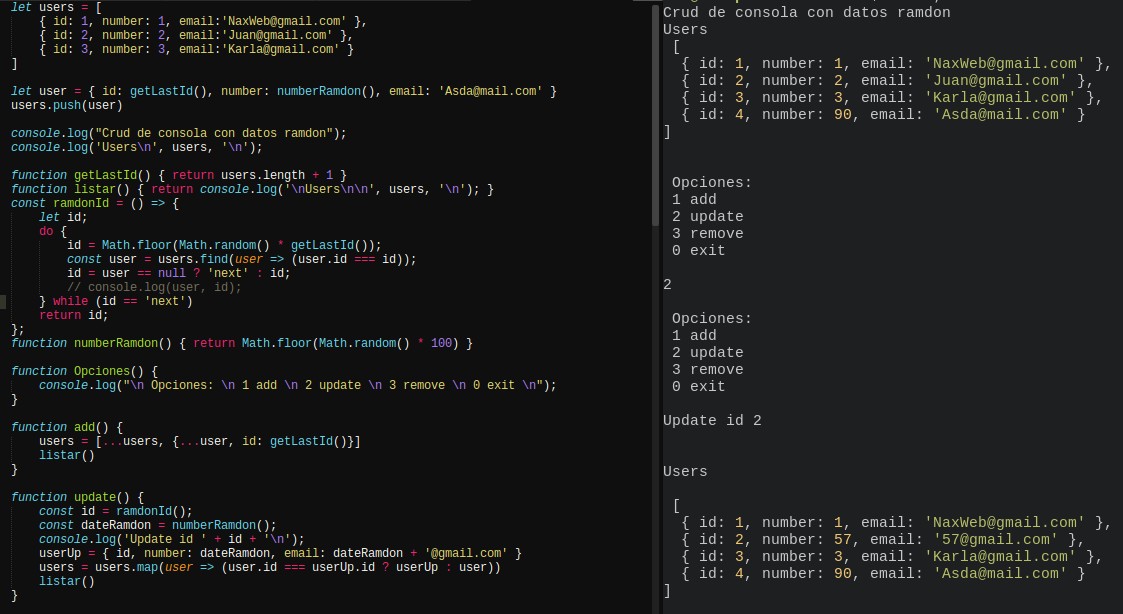 let users = [
    { id: 1, number: 1, email:'NaxWeb@gmail.com' },
    { id: 2, number: 2, email:'Juan@gmail.com' },
    { id: 3, number: 3, email:'Karla@gmail.com' }
]
let user = { id: getLastId(), number: numberRamdon(), email: 'Asda@mail.com' }
users.push(user)
console.log("Crud de consola con datos ramdon");
console.log('Users\n', users, '\n');
function getLastId() { return users.length + 1 }
function listar() { return console.log('\nUsers\n\n', users, '\n'); }
const ramdonId = () => {
    let id;
    do {
        id = Math.floor(Math.random() * getLastId());
        const user = users.find(user => (user.id === id));
        id = user == null ? 'next' : id;
        // console.log(user, id);
    } while (id == 'next')
    return id;
};
function numberRamdon() { return Math.floor(Math.random() * 100) }
function Opciones() {
    console.log("\n Opciones: \n 1 add \n 2 update \n 3 remove \n 0 exit \n");
}
function add() {
    users = [...users, {...user, id: getLastId()}]
    listar()
}
function update() {
    const id = ramdonId();
    const dateRamdon = numberRamdon();
    console.log('Update id ' + id + '\n');
    userUp = { id, number: dateRamdon, email: dateRamdon + '@gmail.com' }
    users = users.map(user => (user.id === userUp.id ? userUp : user))
    listar()
}
Crud de consola con datos ramdon
Users
 [
  { id: 1, number: 1, email: 'NaxWeb@gmail.com' },
  { id: 2, number: 2, email: 'Juan@gmail.com' },
  { id: 3, number: 3, email: 'Karla@gmail.com' },
  { id: 4, number: 90, email: 'Asda@mail.com' }
]
 Opciones:
 1 add
 2 update
 3 remove
 0 exit
2
 Opciones:
 1 add
 2 update
 3 remove
 0 exit
Update id 2
Users
 [
  { id: 1, number: 1, email: 'NaxWeb@gmail.com' },
  { id: 2, number: 57, email: '57@gmail.com' },
  { id: 3, number: 3, email: 'Karla@gmail.com' },
  { id: 4, number: 90, email: 'Asda@mail.com' }
]